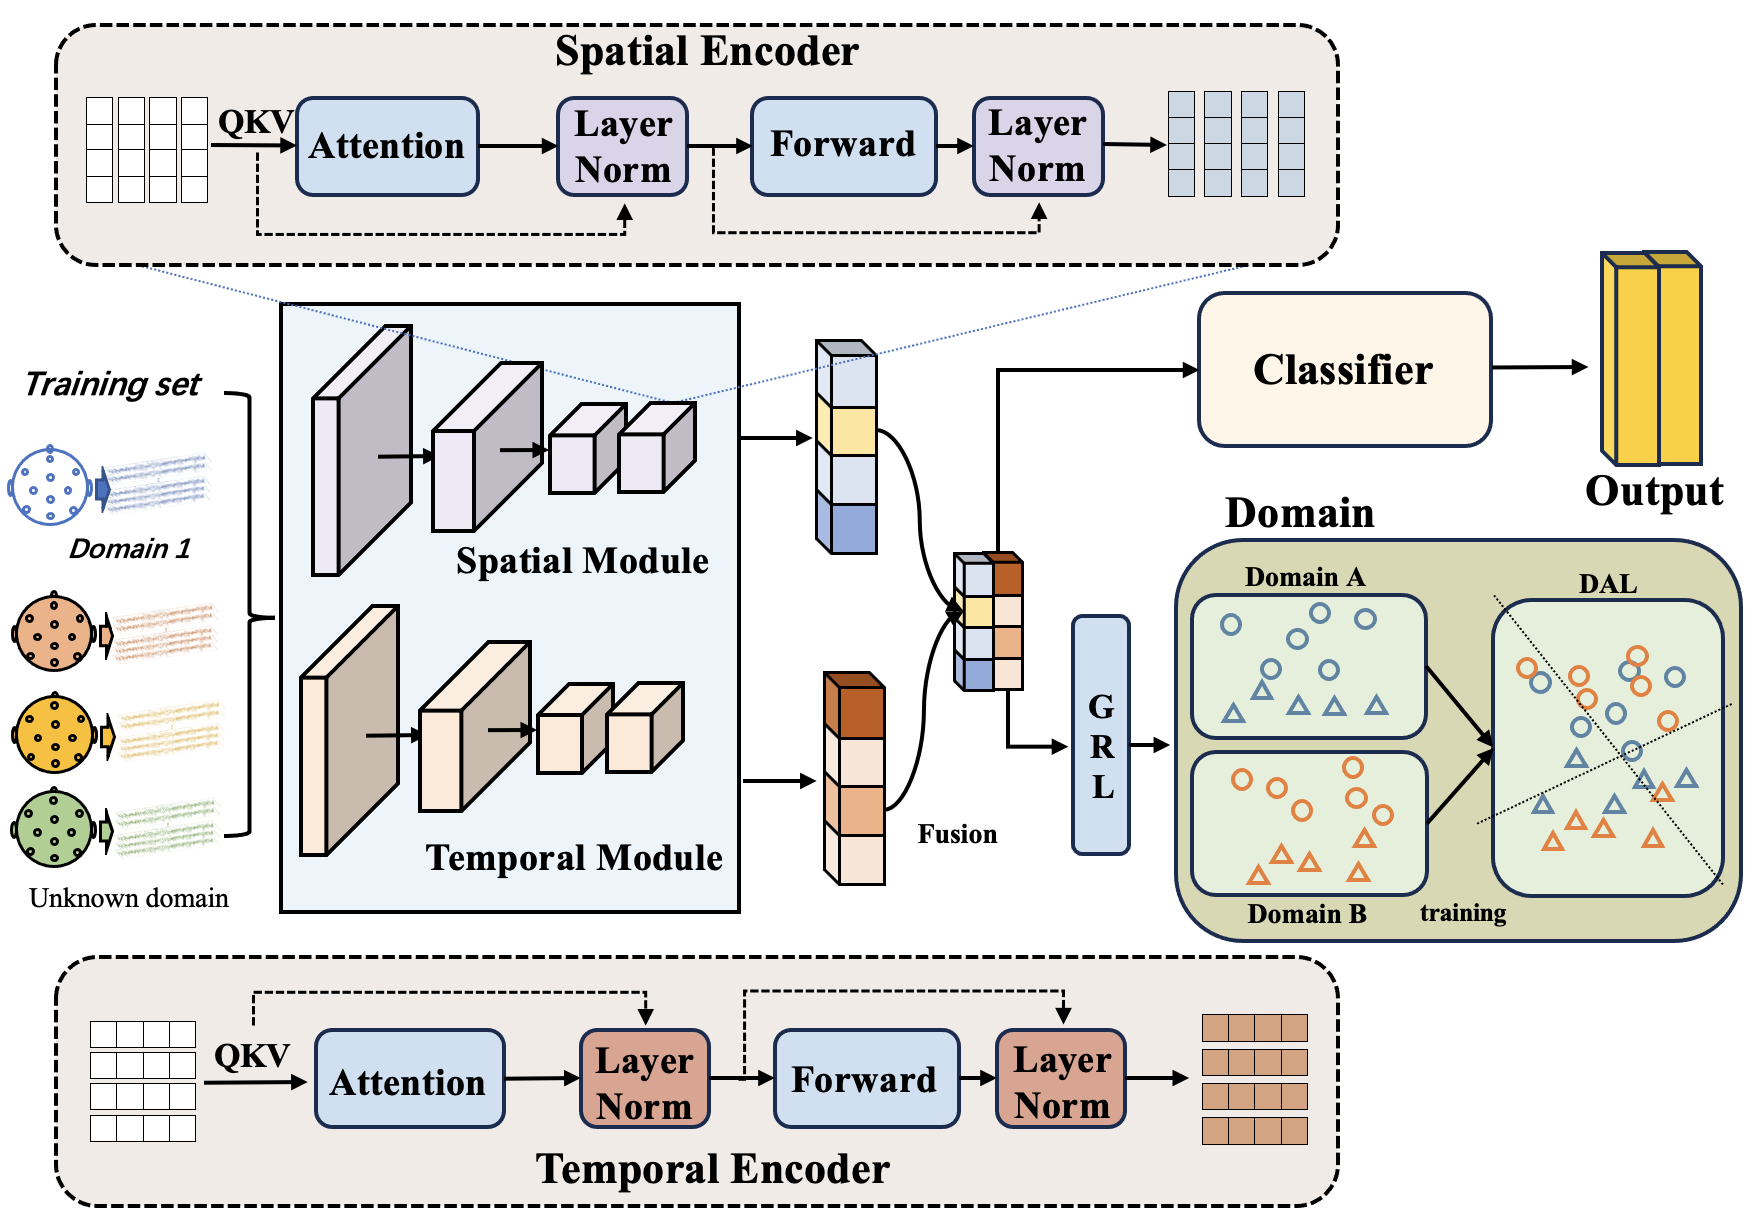 Spatial Encoder
QKV
Attention
Layer
Norm
Forward
Layer
Norm
Training set
Domain 1
Unknown domain
Spatial Module
Temporal Module
Fusion
Classifier
Output
G
R
L
Domain
Domain A
Domain B
DAL
training
QKV
Attention
Layer
Norm
Forward
Layer
Norm
Temporal Encoder